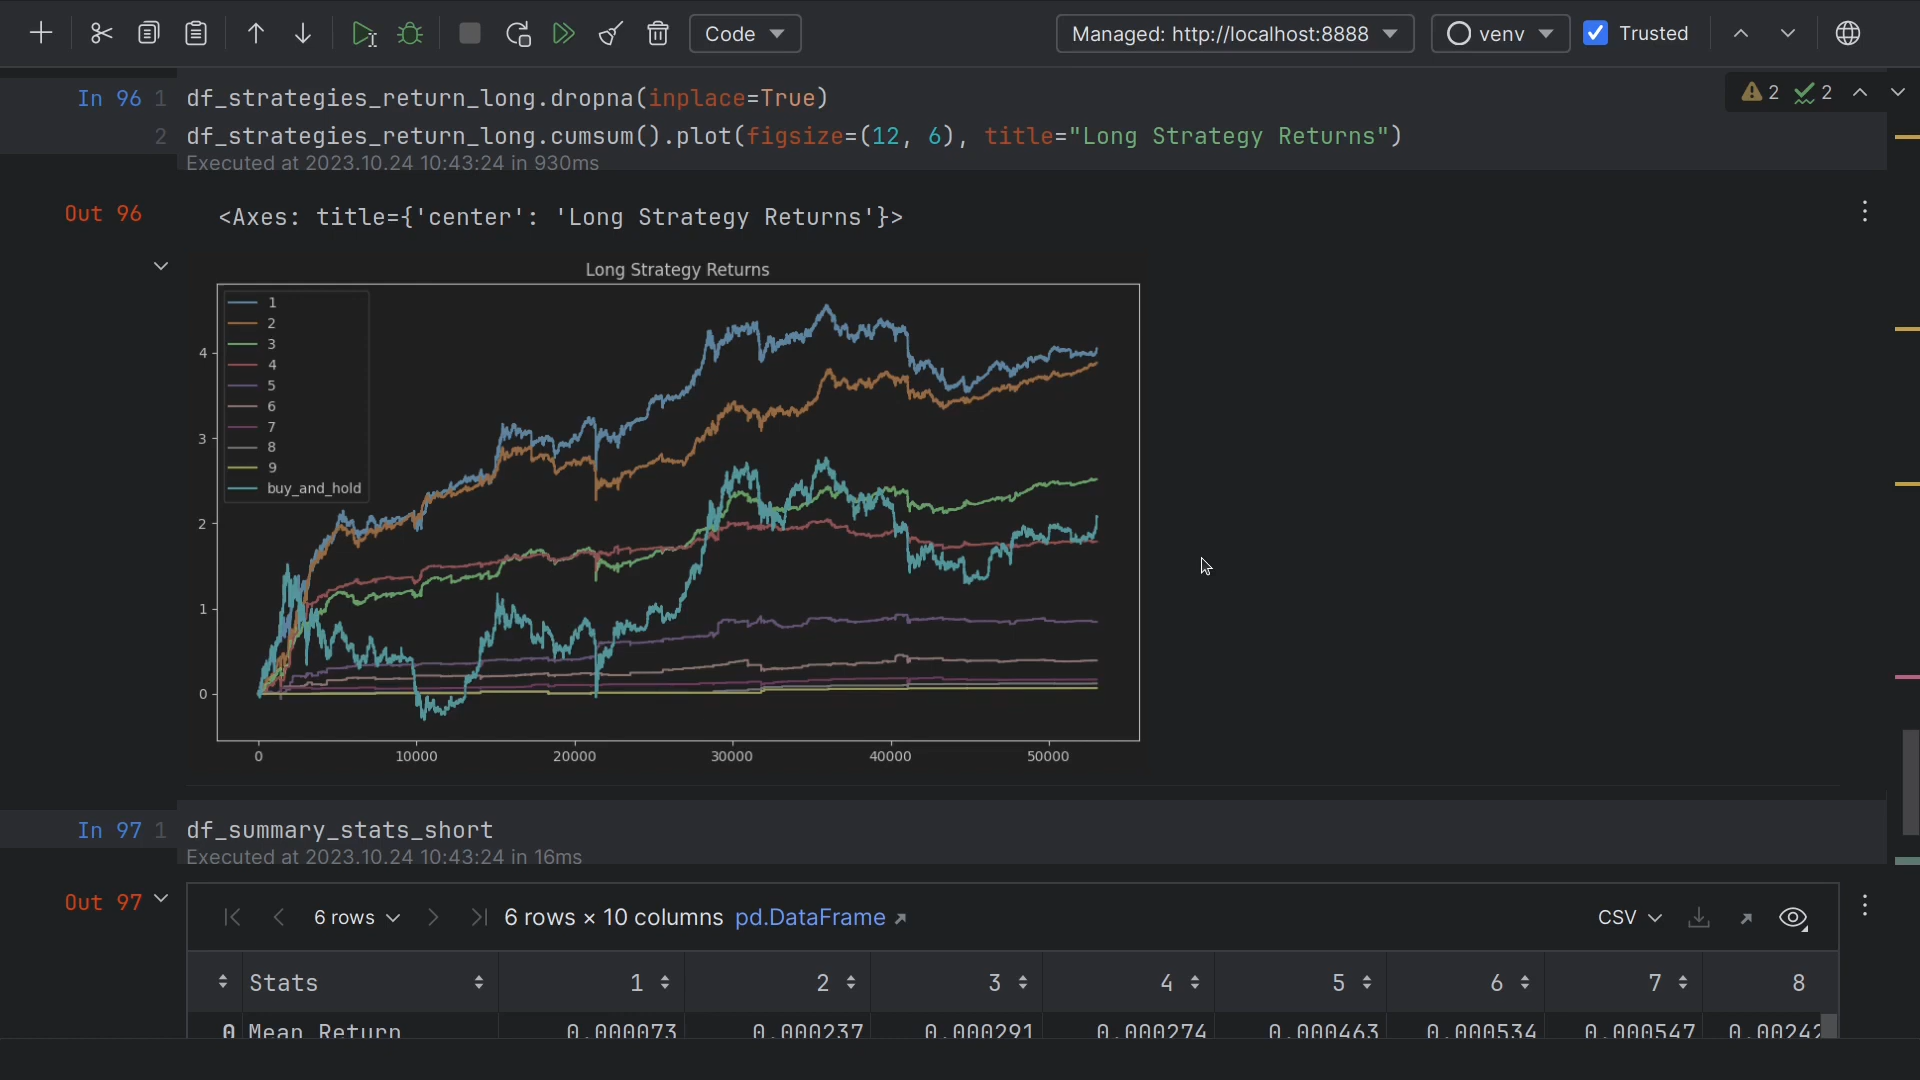 Code
Managed: http://localhost:8888
venv
Trusted
In 96
1 df_strategies_return_long.dropna(inplace=True)
2 2
2 df_strategies_return_long.cumsum().plot(figsize=(12, 6), title="Long Strategy Returns")
Executed at 2023.10.24 10:43:24 in 930ms
Out 96
<Axes: title={'center': 'Long Strategy Returns'}>
Long Strategy Returns
1
2
3
4
5
6
7
8
9
buy_and_hold
4
3
2
1
0
0 10000 20000 30000 40000 50000
In 97
1 df_summary_stats_short
Executed at 2023.10.24 10:43:24 in 16ms
Out 97
6 rows
6 rows × 10 columns pd.DataFrame
CSV
Stats 1 2 3 4 5 6 7 8
0 Mean Return 0.000073 0.000237 0.000291 0.000274 0.000463 0.000534 0.000547 0.00242